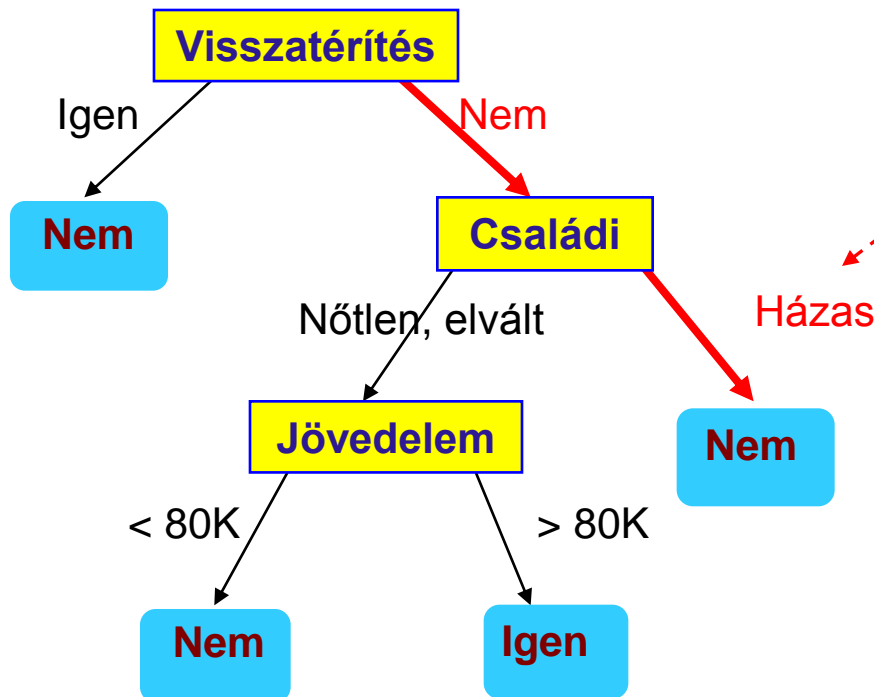 Visszatérítés
Igen
Nem
Nem
Családi
Nőtlen, elvált
Házas
Jövedelem
Nem
< 80K
> 80K
Nem
Igen